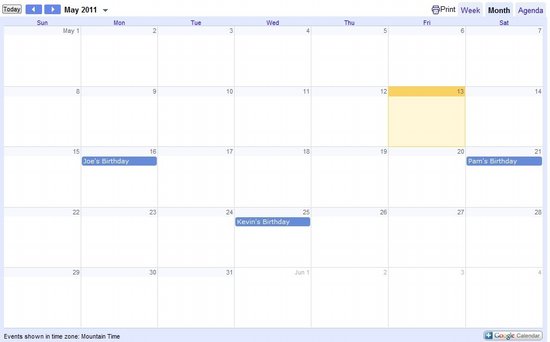 Today May 2011 Print Week Month Agenda
Sun Mon Tue Wed Thu Fri Sat
May 1 2 3 4 5 6 7
8 9 10 11 12 13 14
15 16 17 18 19 20 21
Joe's Birthday Pam's Birthday
22 23 24 25 26 27 28
Kevin's Birthday
29 30 31 Jun 1 2 3 4
Events shown in time zone: Mountain Time
Google Calendar